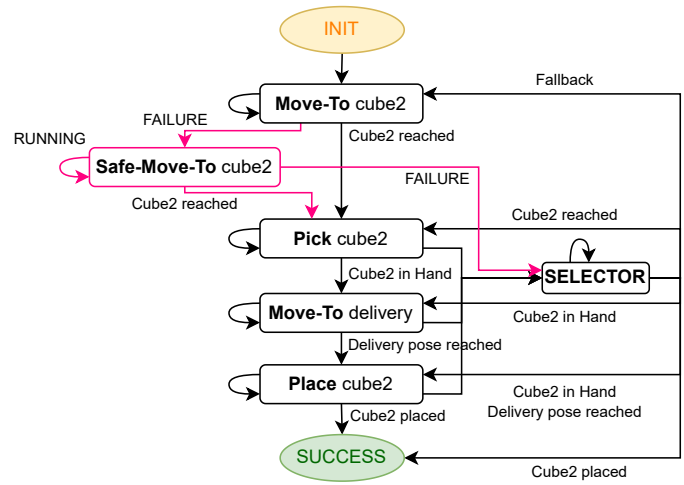 INIT
Fallback
Move-To cube2
FAILURE
RUNNING
Cube2 reached
Safe-Move-To cube2
FAILURE
Cube2 reached
Cube2 reached
Pick cube2
Cube2 in Hand
SELECTOR
Move-To delivery
Cube2 in Hand
Delivery pose reached
Place cube2
Cube2 in Hand
Delivery pose reached
Cube2 placed
SUCCESS
Cube2 placed